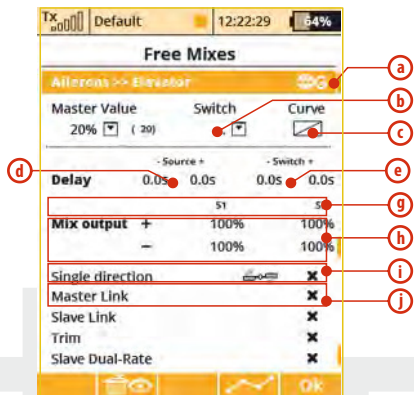 Tx Default 12:22:29 64%
Free Mixes
Ailerons >> Elevator
G
a
Master Value Switch Curve
20% ( 20)
b
c
- Source + - Switch +
d
Delay 0.0s 0.0s 0.0s 0.0s
e
S1
g
Mix output + 100% 100%
h
− 100% 100%
Single direction
i
Master Link
j
Slave Link
Trim
Slave Dual-Rate
Ok